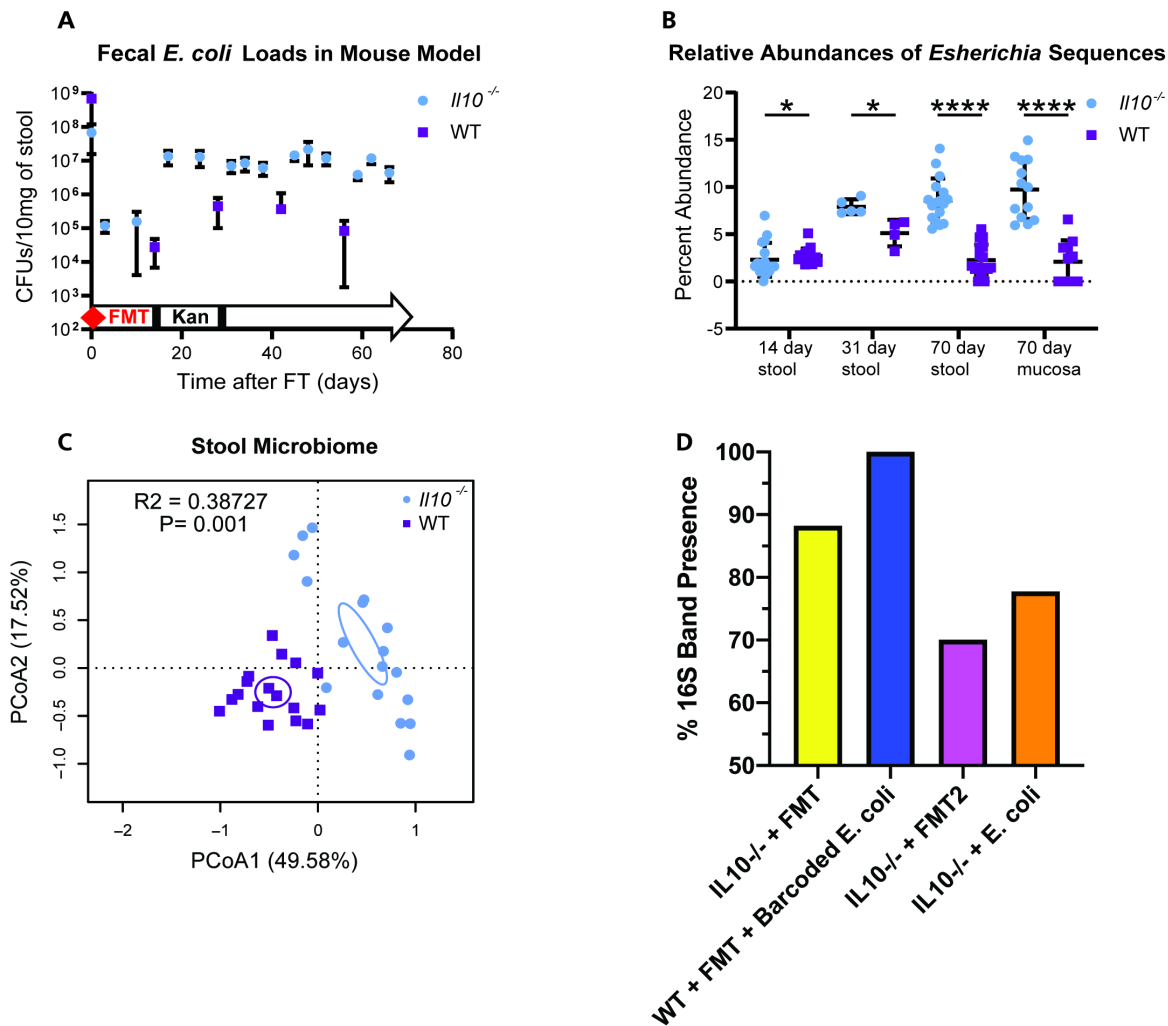 A
Fecal E. coli Loads in Mouse Model
CFUs/10mg of stool
10⁹
10⁸
10⁷
10⁶
10⁵
10⁴
10³
10²
Il10 -/-
WT
FMT
Kan
0
20
40
60
80
Time after FT (days)
B
Relative Abundances of Esherichia Sequences
Percent Abundance
20
15
10
5
0
-5
*
*
****
****
Il10 -/-
WT
14 day
stool
31 day
stool
70 day
stool
70 day
mucosa
C
Stool Microbiome
R2 = 0.38727
P= 0.001
Il10 -/-
WT
PCoA2 (17.52%)
1.5
1.0
0.5
0.0
−0.5
−1.0
−2
−1
0
1
PCoA1 (49.58%)
D
% 16S Band Presence
100
90
80
70
60
50
IL10-/- + FMT
WT + FMT + Barcoded E. coli
IL10-/- + FMT2
IL10-/- + E. coli